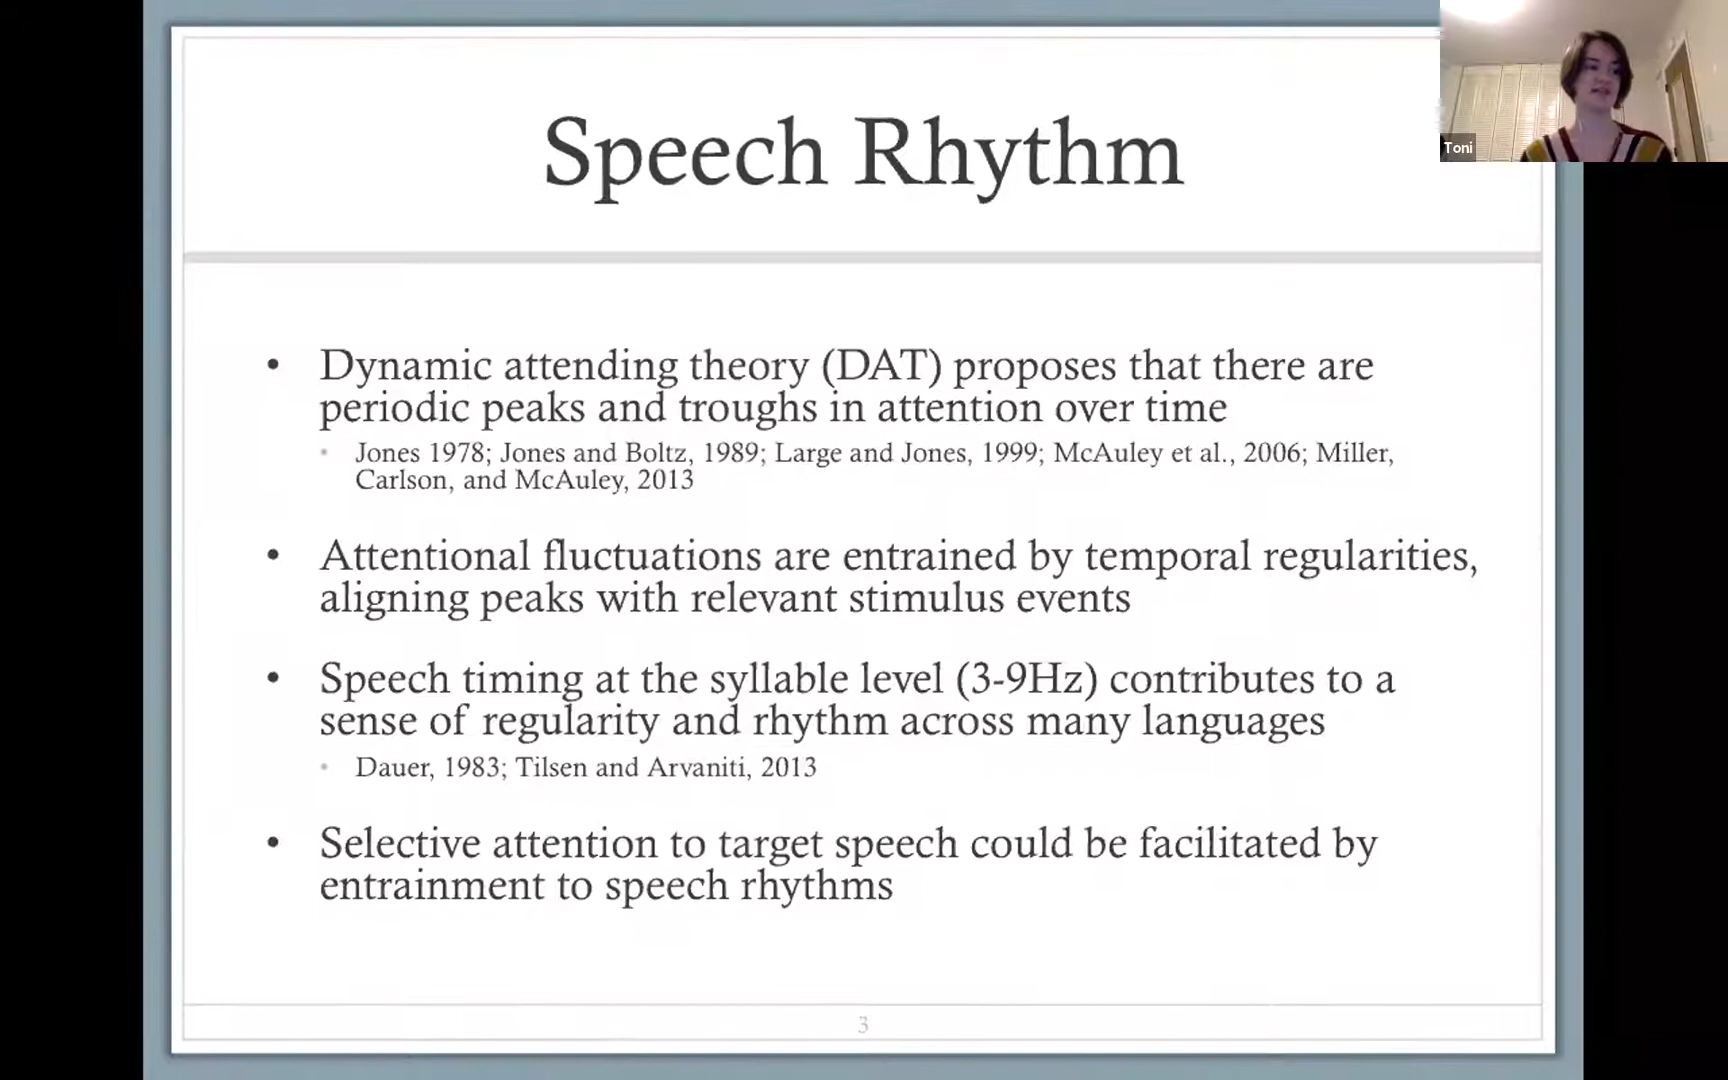 Speech Rhythm
Toni
• Dynamic attending theory (DAT) proposes that there are
periodic peaks and troughs in attention over time
• Jones 1978; Jones and Boltz, 1989; Large and Jones, 1999; McAuley et al., 2006; Miller,
Carlson, and McAuley, 2013
• Attentional fluctuations are entrained by temporal regularities,
aligning peaks with relevant stimulus events
• Speech timing at the syllable level (3-9Hz) contributes to a
sense of regularity and rhythm across many languages
• Dauer, 1983; Tilsen and Arvaniti, 2013
• Selective attention to target speech could be facilitated by
entrainment to speech rhythms
3